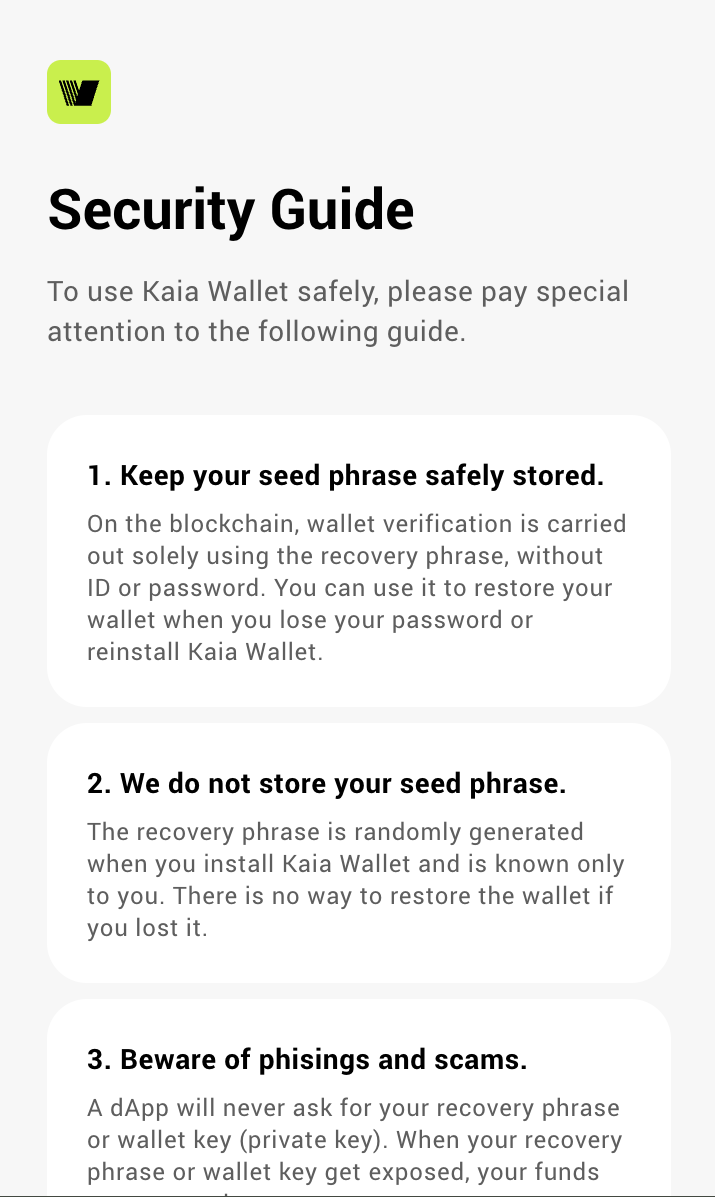 Security Guide
To use Kaia Wallet safely, please pay special
attention to the following guide.
1. Keep your seed phrase safely stored.
On the blockchain, wallet verification is carried
out solely using the recovery phrase, without
ID or password. You can use it to restore your
wallet when you lose your password or
reinstall Kaia Wallet.
2. We do not store your seed phrase.
The recovery phrase is randomly generated
when you install Kaia Wallet and is known only
to you. There is no way to restore the wallet if
you lost it.
3. Beware of phisings and scams.
A dApp will never ask for your recovery phrase
or wallet key (private key). When your recovery
phrase or wallet key get exposed, your funds